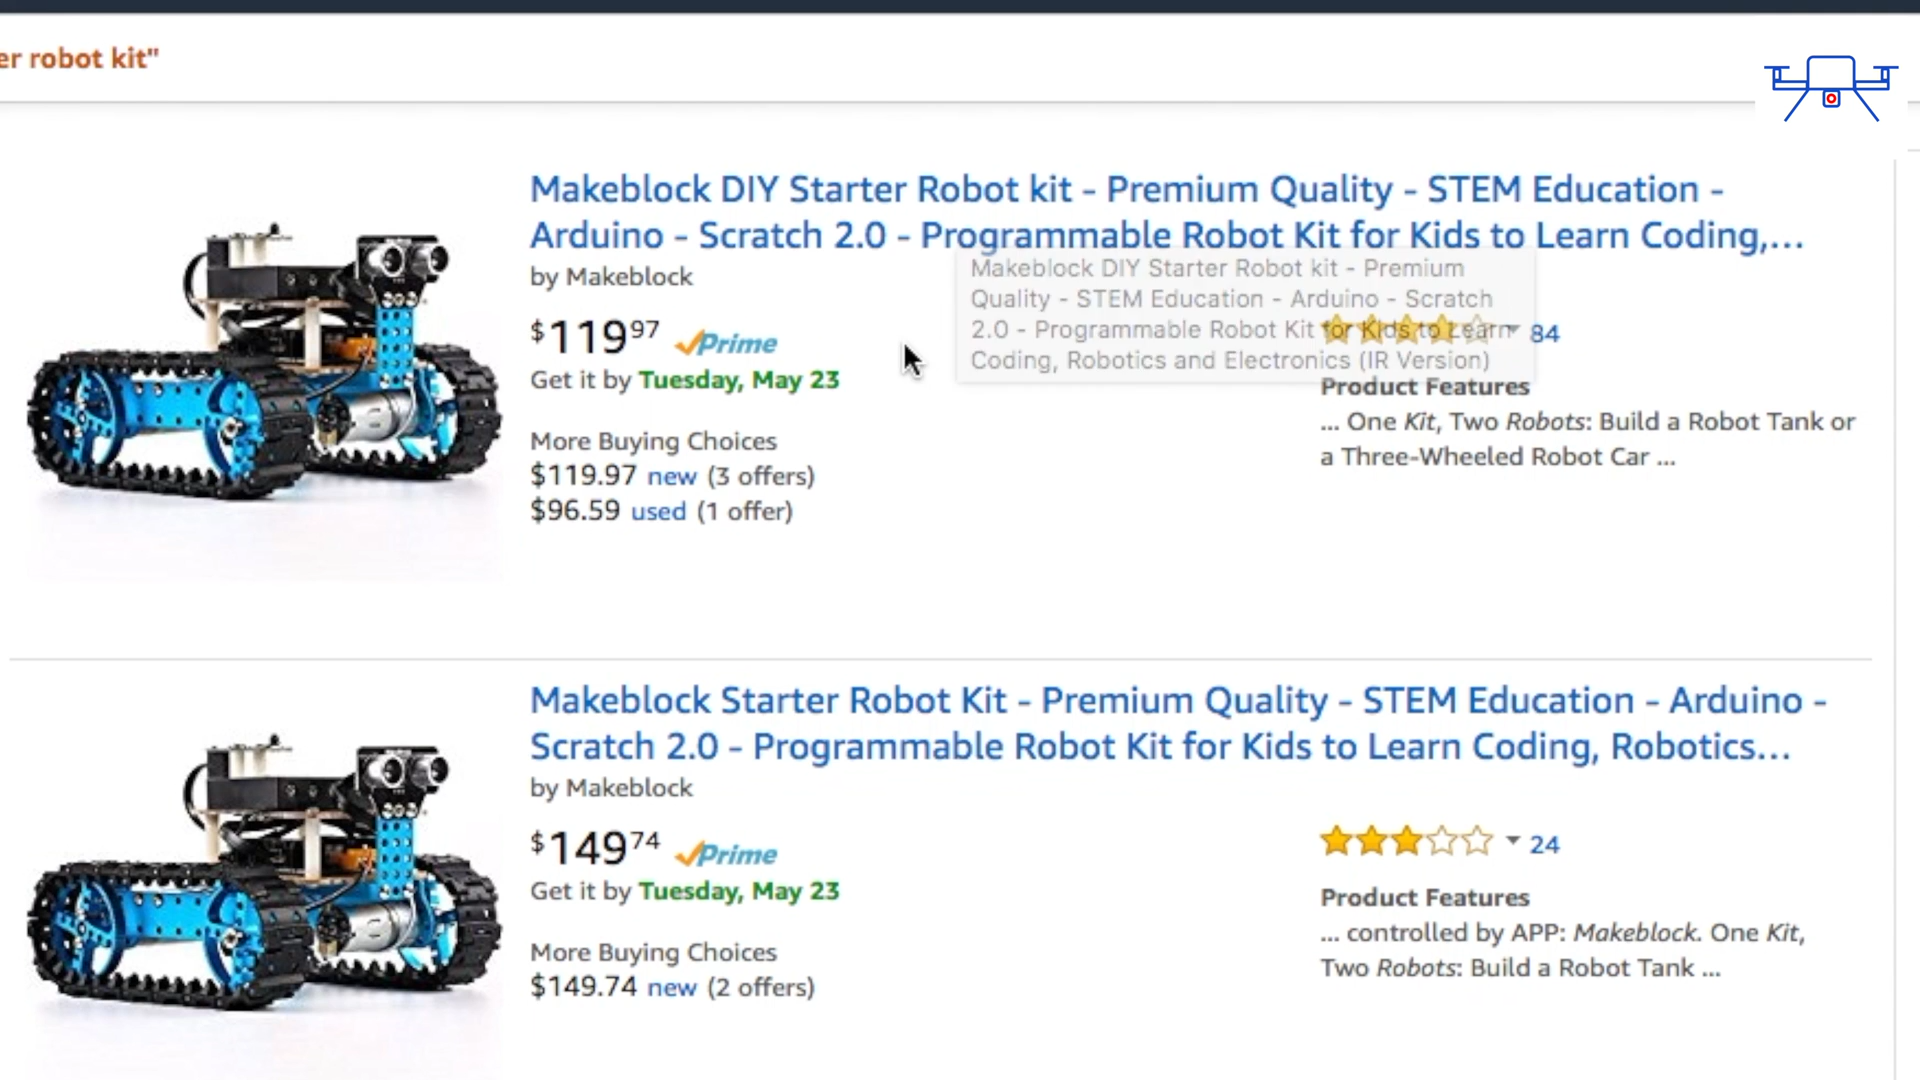 er robot kit"
Makeblock DIY Starter Robot kit - Premium Quality - STEM Education -
Arduino - Scratch 2.0 - Programmable Robot Kit for Kids to Learn Coding,...
by Makeblock
$119 97 Prime
Get it by Tuesday, May 23
More Buying Choices
$119.97 new (3 offers)
$96.59 used (1 offer)
Makeblock DIY Starter Robot kit - Premium
Quality - STEM Education - Arduino - Scratch
2.0 - Programmable Robot Kit for Kids to Learn
Coding, Robotics and Electronics (IR Version)
84
Product Features
... One Kit, Two Robots: Build a Robot Tank or
a Three-Wheeled Robot Car ...
Makeblock Starter Robot Kit - Premium Quality - STEM Education - Arduino -
Scratch 2.0 - Programmable Robot Kit for Kids to Learn Coding, Robotics...
by Makeblock
$149 74 Prime
Get it by Tuesday, May 23
More Buying Choices
$149.74 new (2 offers)
24
Product Features
... controlled by APP: Makeblock. One Kit,
Two Robots: Build a Robot Tank ...